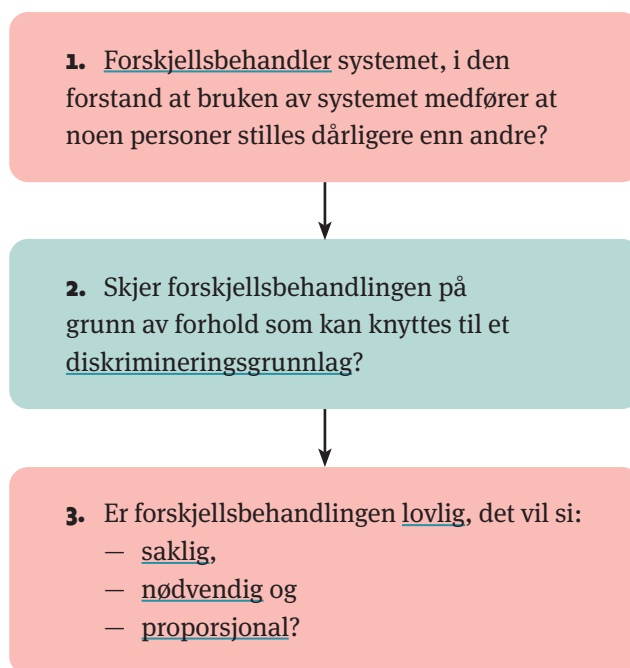 1. Forskjellsbehandler systemet, i den
forstand at bruken av systemet medfører at
noen personer stilles dårligere enn andre?
2. Skjer forskjellsbehandlingen på
grunn av forhold som kan knyttes til et
diskrimineringsgrunnlag?
3. Er forskjellsbehandlingen lovlig, det vil si:
— saklig,
— nødvendig og
— proporsjonal?